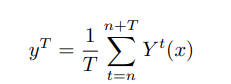 y^T = \frac{1}{T} \sum_{t=n}^{n+T} Y^t(x)